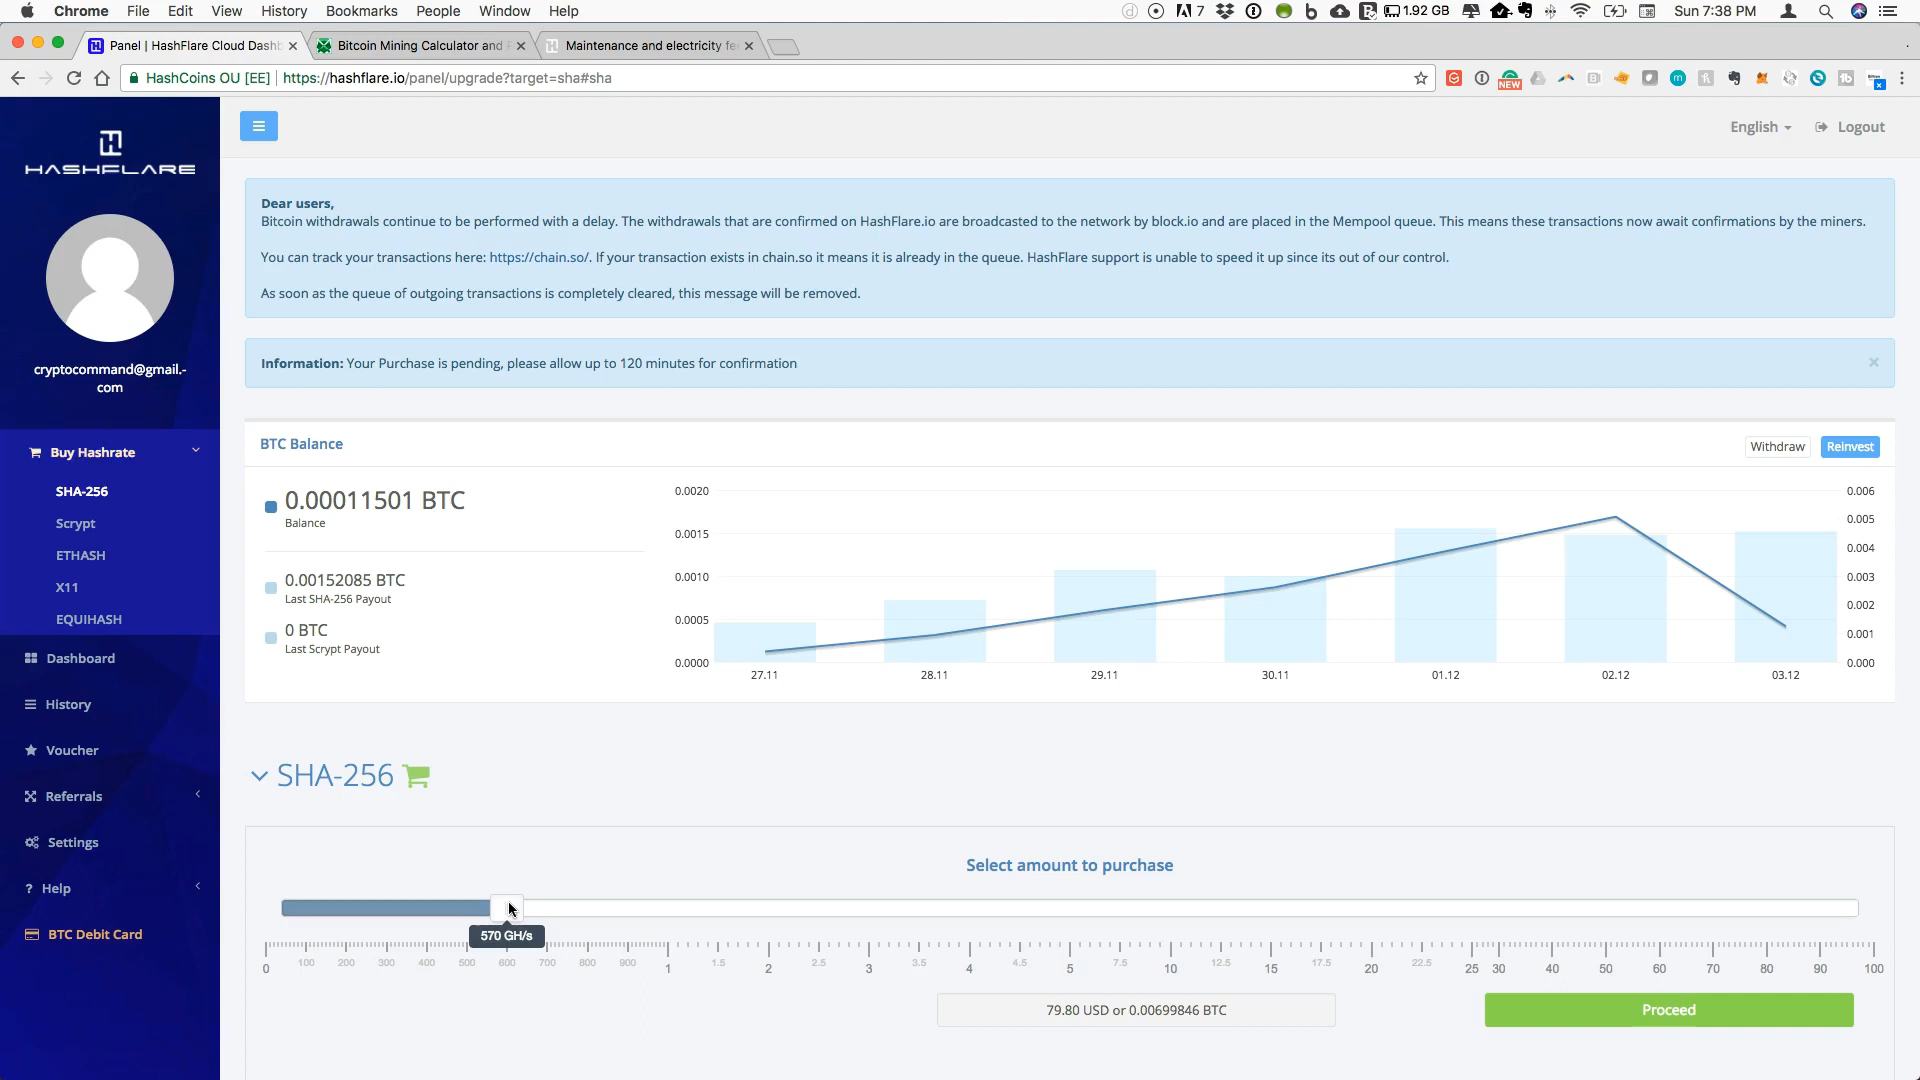 Chrome File Edit View History Bookmarks People Window Help 7 1.92 GB Sun 7:38 PM
Panel | HashFlare Cloud Dashb Bitcoin Mining Calculator and Maintenance and electricity fe
HashCoins OU [EE] https://hashflare.io/panel/upgrade?target=sha#sha NEW
HASHFLARE
English Logout
Dear users,
Bitcoin withdrawals continue to be performed with a delay. The withdrawals that are confirmed on HashFlare.io are broadcasted to the network by block.io and are placed in the Mempool queue. This means these transactions now await confirmations by the miners.
You can track your transactions here: https://chain.so/. If your transaction exists in chain.so it means it is already in the queue. HashFlare support is unable to speed it up since its out of our control.
As soon as the queue of outgoing transactions is completely cleared, this message will be removed.
cryptocommand@gmail.-
com
Information: Your Purchase is pending, please allow up to 120 minutes for confirmation ×
Buy Hashrate
SHA-256
Scrypt
ETHASH
X11
EQUIHASH
Dashboard
History
Voucher
Referrals
Settings
? Help
BTC Debit Card
BTC Balance Withdraw Reinvest
0.00011501 BTC
Balance
0.00152085 BTC
Last SHA-256 Payout
0 BTC
Last Scrypt Payout
0.0020 0.006
0.005
0.0015
0.004
0.0010 0.003
0.002
0.0005
0.001
0.0000 0.000
27.11 28.11 29.11 30.11 01.12 02.12 03.12
SHA-256
Select amount to purchase
570 GH/s
100 200 300 400 500 600 700 800 900 1.5 2.5 3.5 4.5 7.5 12.5 17.5 22.5
0 1 2 3 4 5 10 15 20 25 30 40 50 60 70 80 90 100
79.80 USD or 0.00699846 BTC Proceed